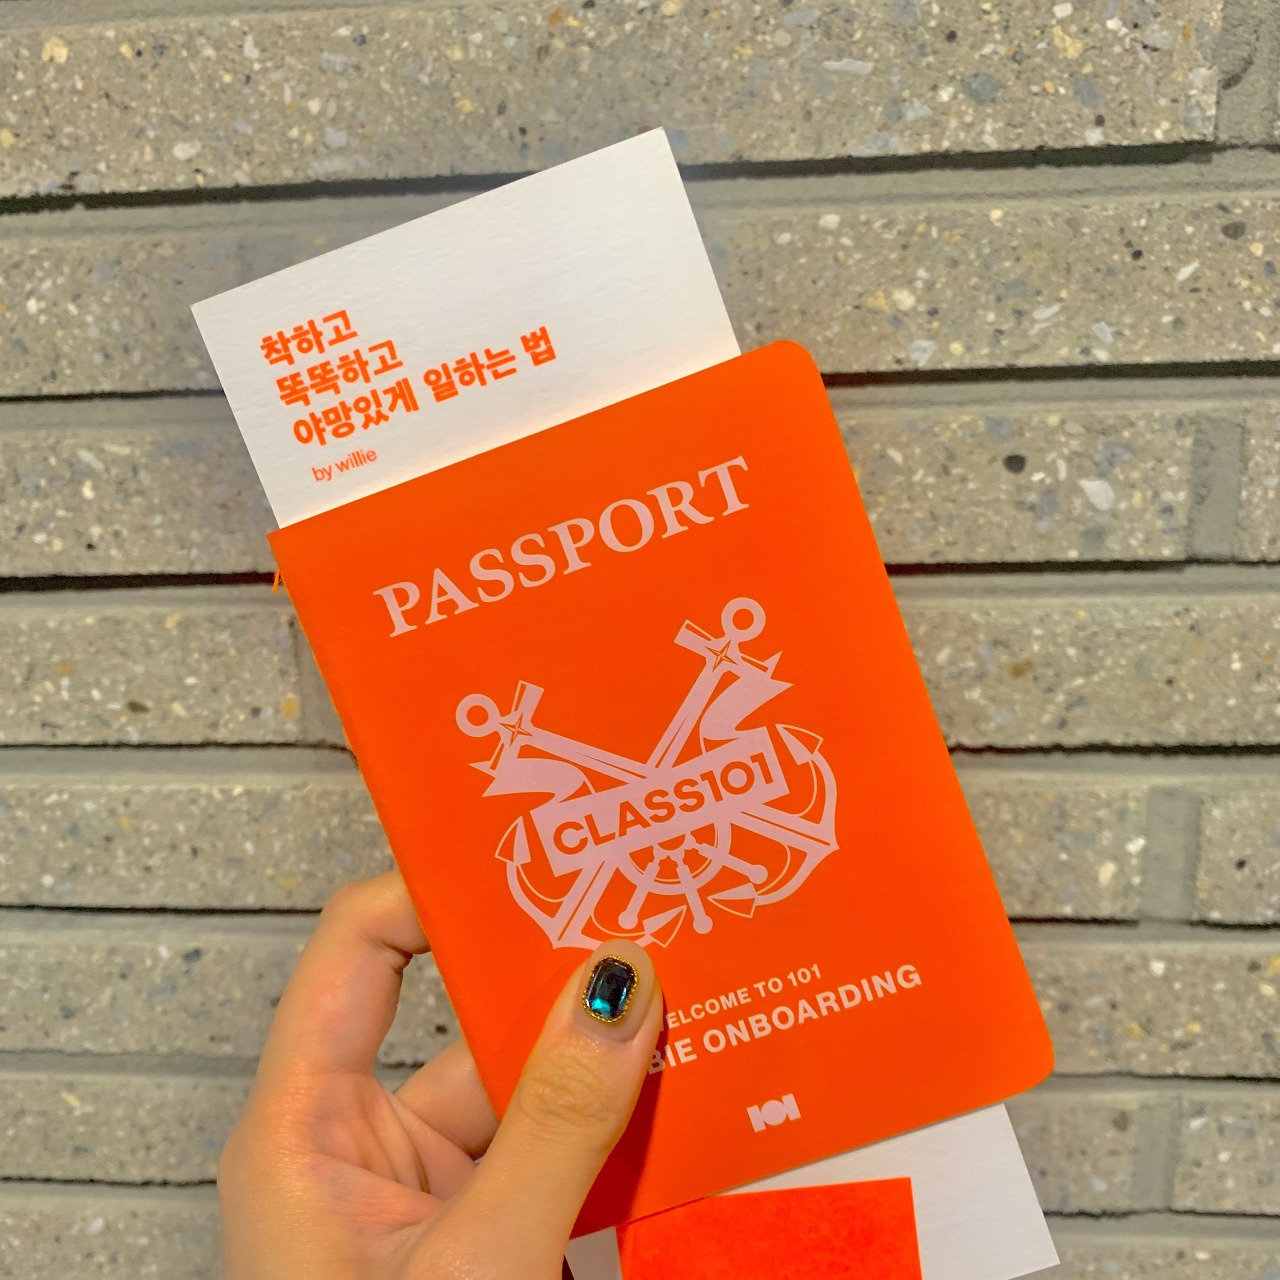 착하고
똑똑하고
야망있게 일하는 법
by willie
PASSPORT
CLASS101
ELCOME TO 101
BIE ONBOARDING
101